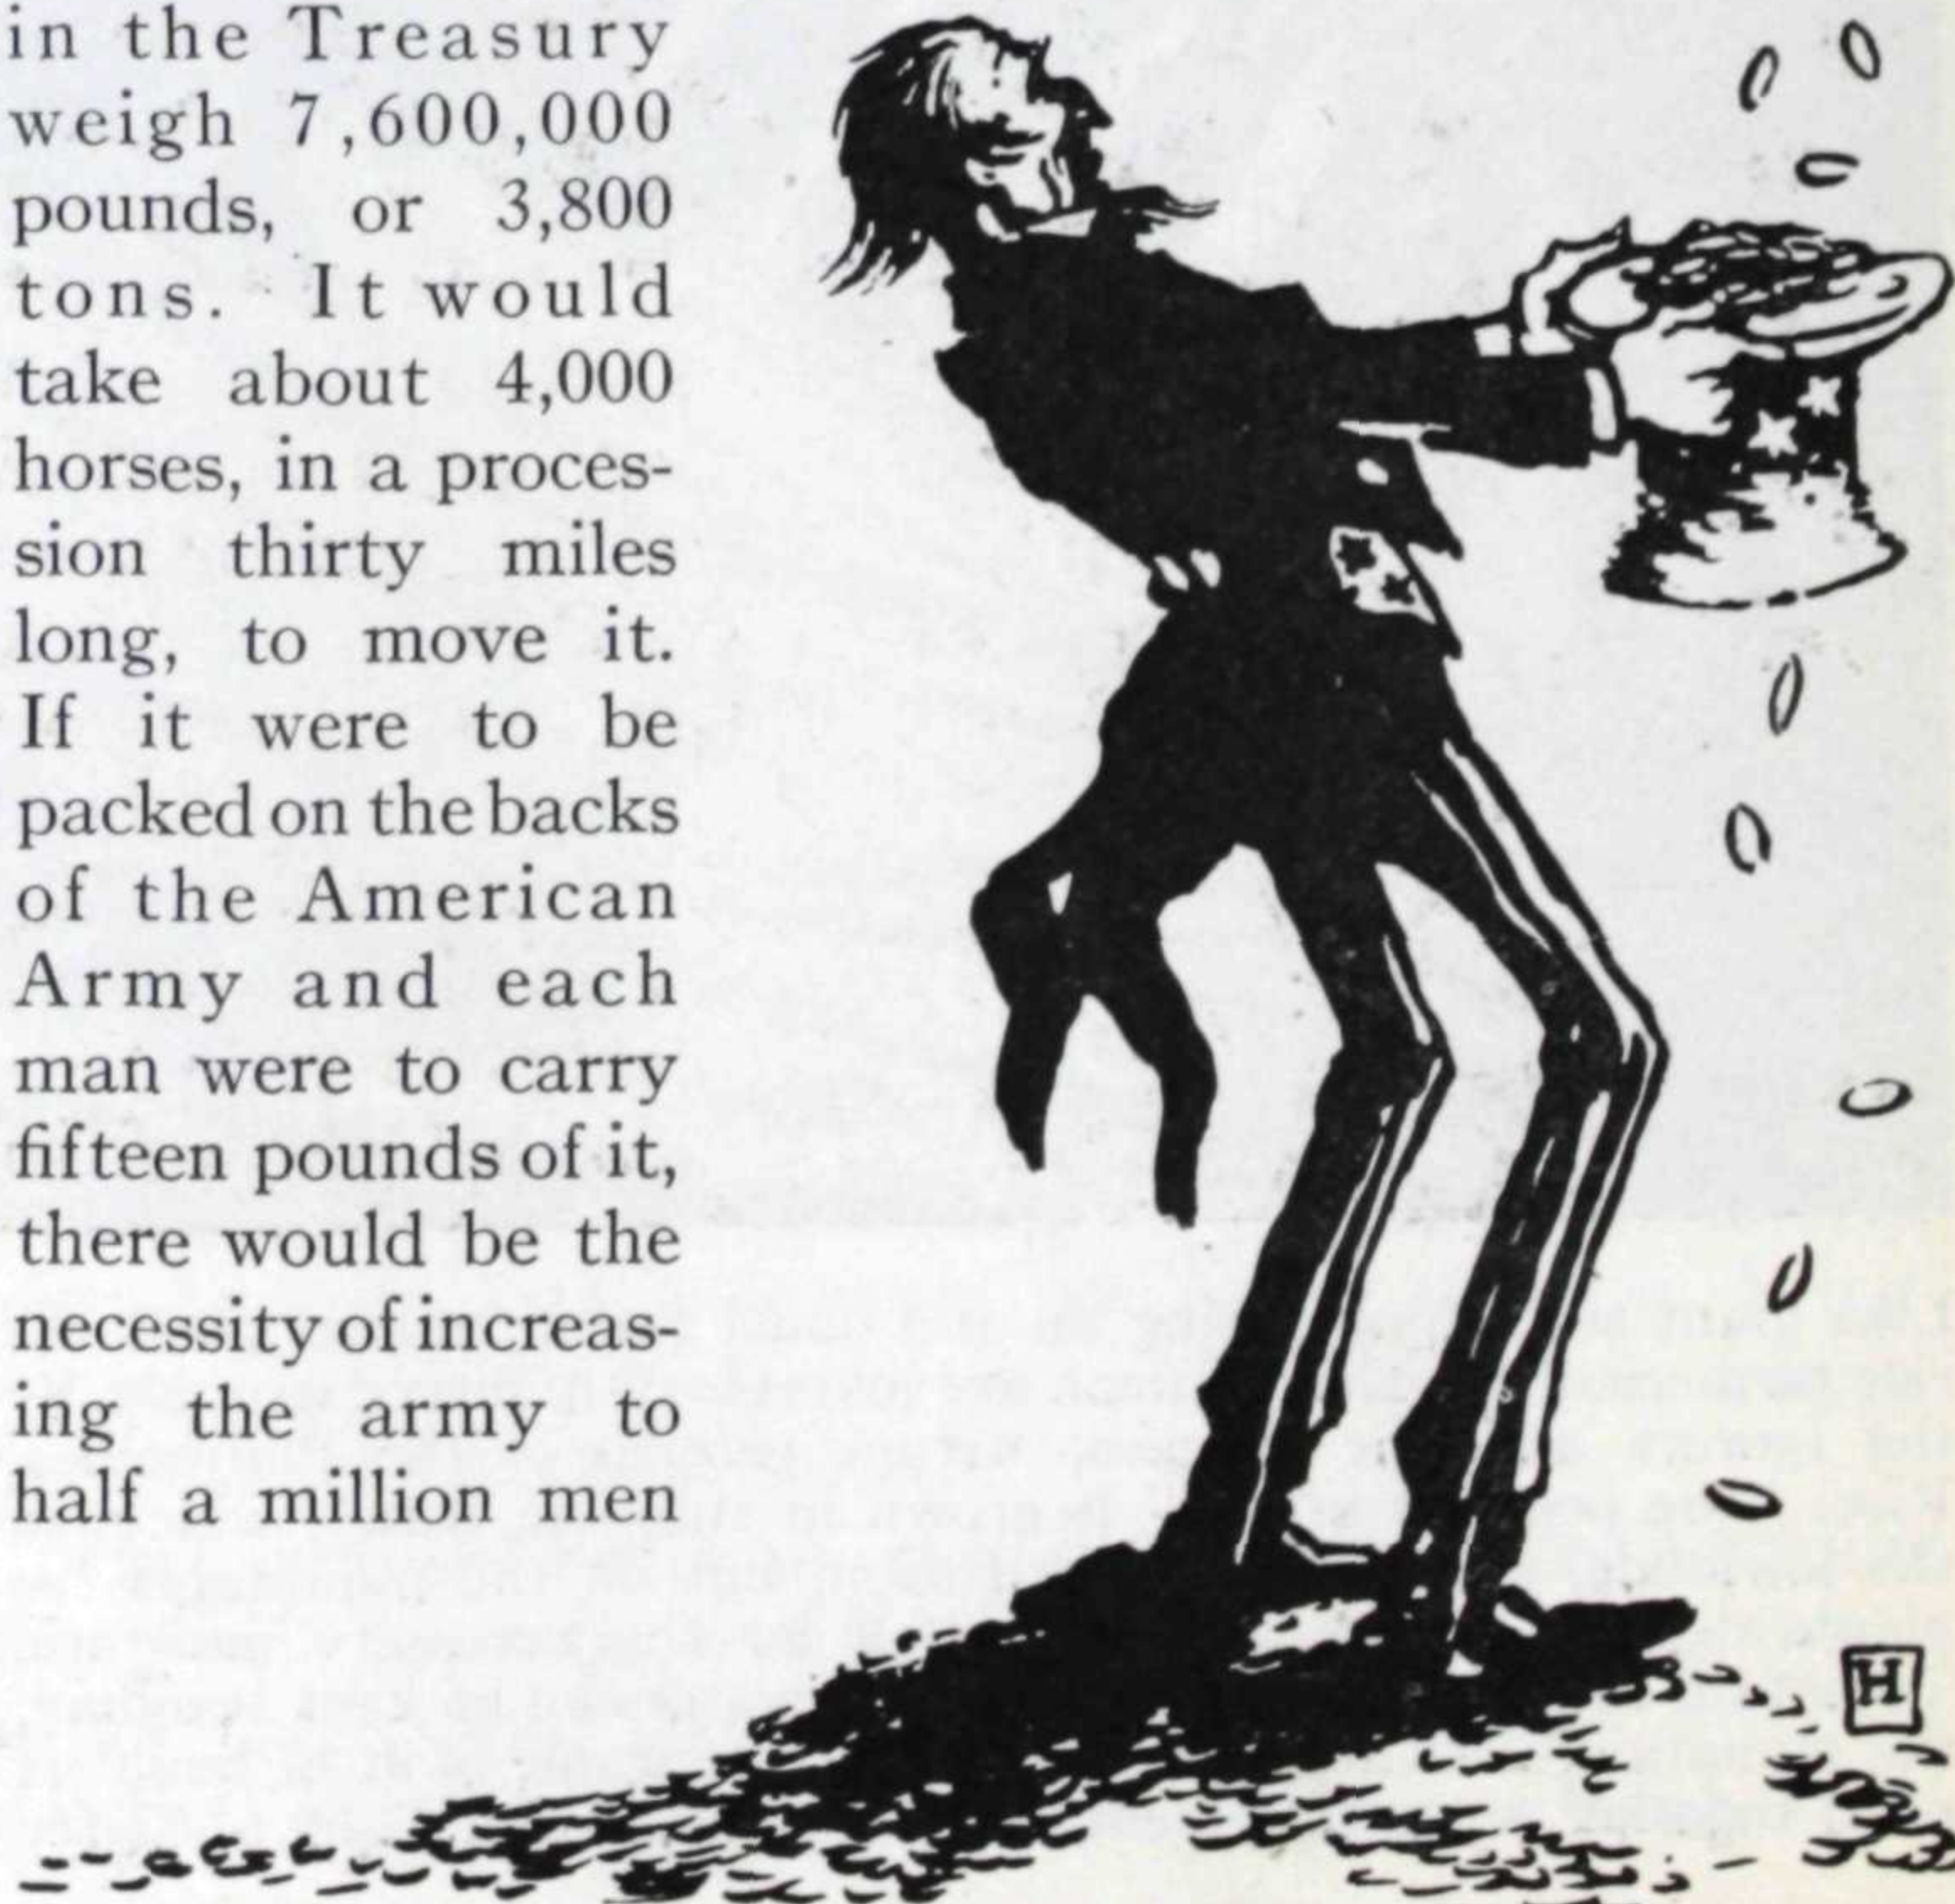 in the Treasury
weigh 7,600,000
pounds, or 3,800
tons. It would
take about 4,000
horses, in a proces-
sion thirty miles
long, to move it.
If it were to be
packed on the backs
of the American
Army and each
man were to carry
fifteen pounds of it,
there would be the
necessity of increas-
ing the army to
half a million men
H